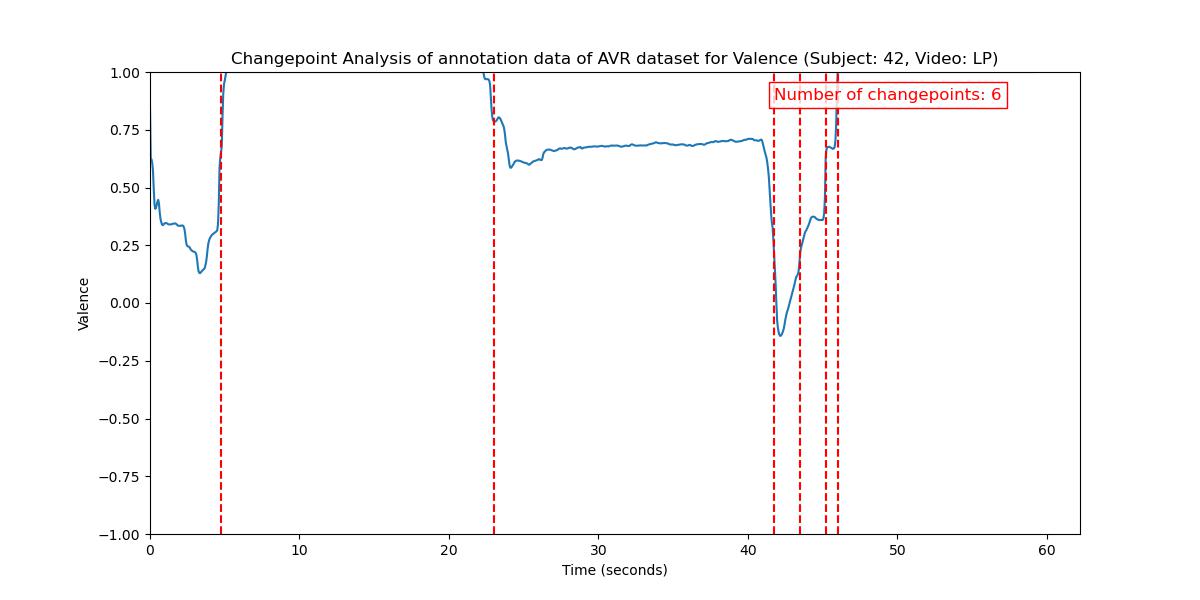 Changepoint Analysis of annotation data of AVR dataset for Valence (Subject: 42, Video: LP)
Number of changepoints: 6
1.00
0.75
0.50
0.25
0.00
−0.25
−0.50
−0.75
−1.00
Valence
0 10 20 30 40 50 60
Time (seconds)